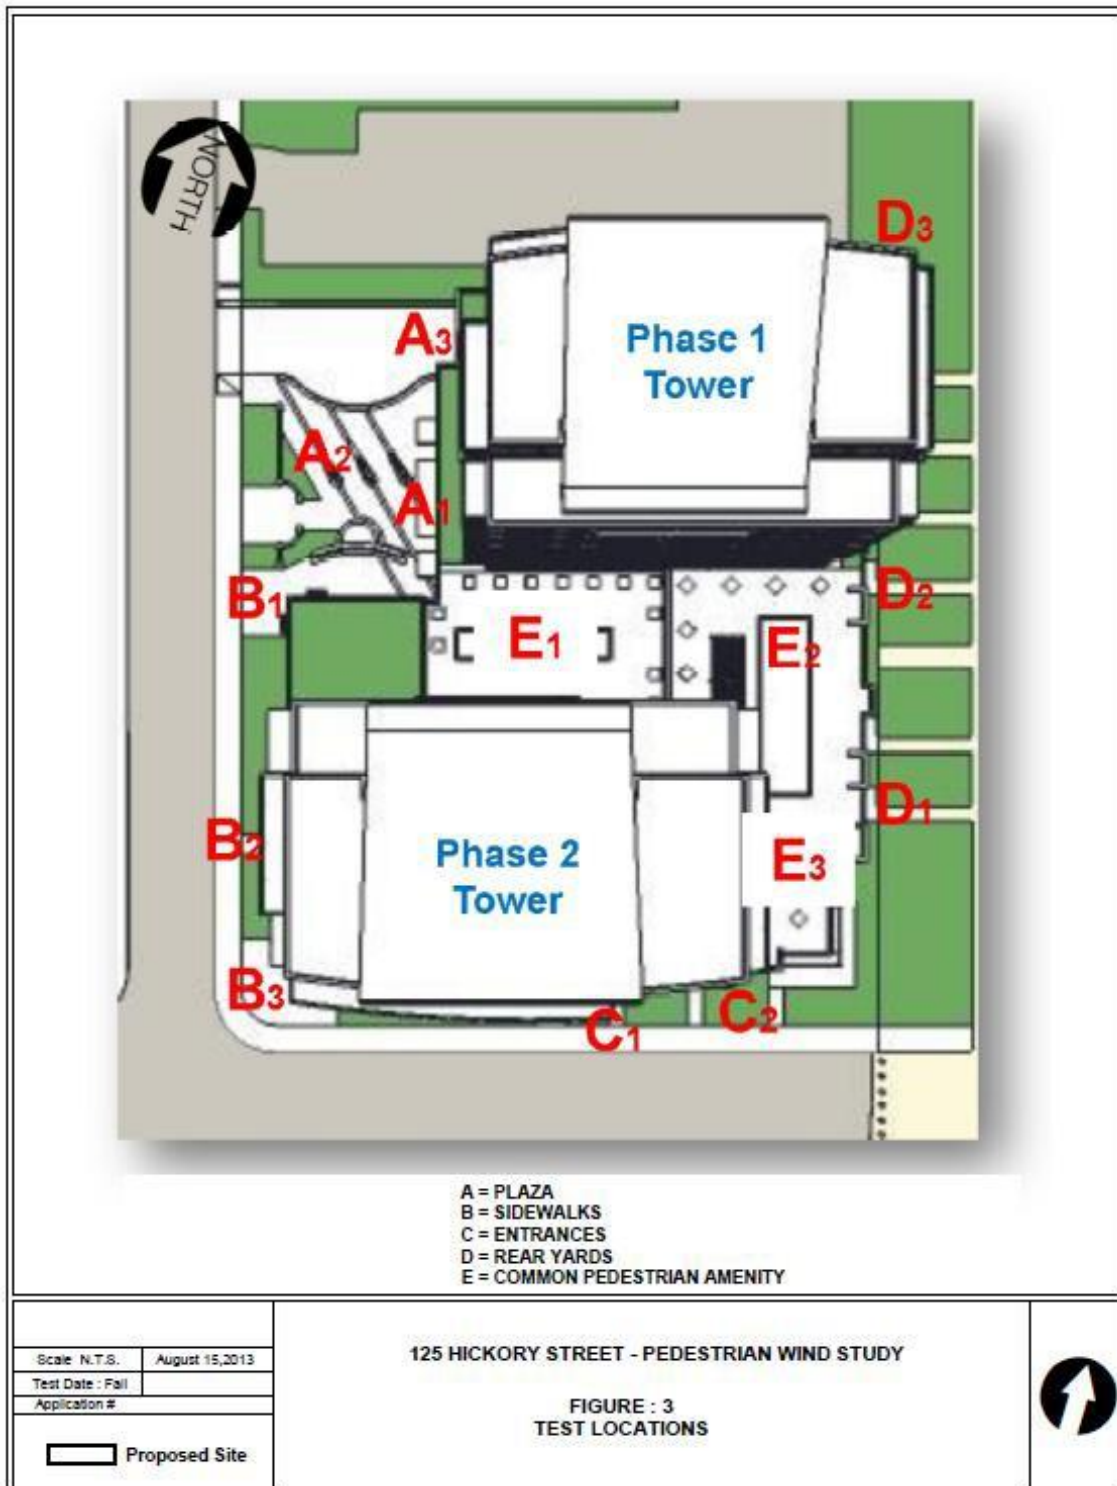 NORTH
D3
Phase 1
Tower
A3
A2
A1
B1
E1
E2
D2
Phase 2
Tower
B2
E3
D1
B3
C1
C2
A = PLAZA
B = SIDEWALKS
C = ENTRANCES
D = REAR YARDS
E = COMMON PEDESTRIAN AMENITY
Scale N.T.S.
August 15,2013
Test Date : Fall
Application #
Proposed Site
125 HICKORY STREET - PEDESTRIAN WIND STUDY
FIGURE : 3
TEST LOCATIONS